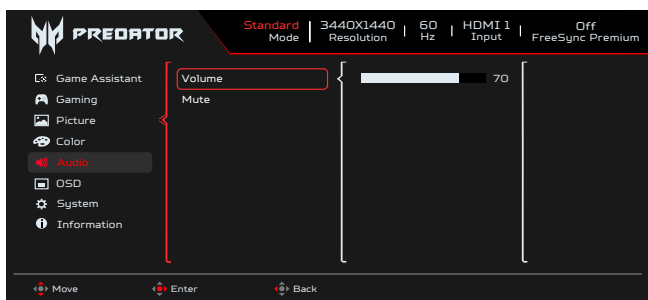 PREDATOR
Standard Mode
3440X1440 Resolution
60 Hz
HDMI 1 Input
Off FreeSync Premium
Game Assistant
Gaming
Picture
Color
Audio
OSD
System
Information
Volume
Mute
70
Move
Enter
Back